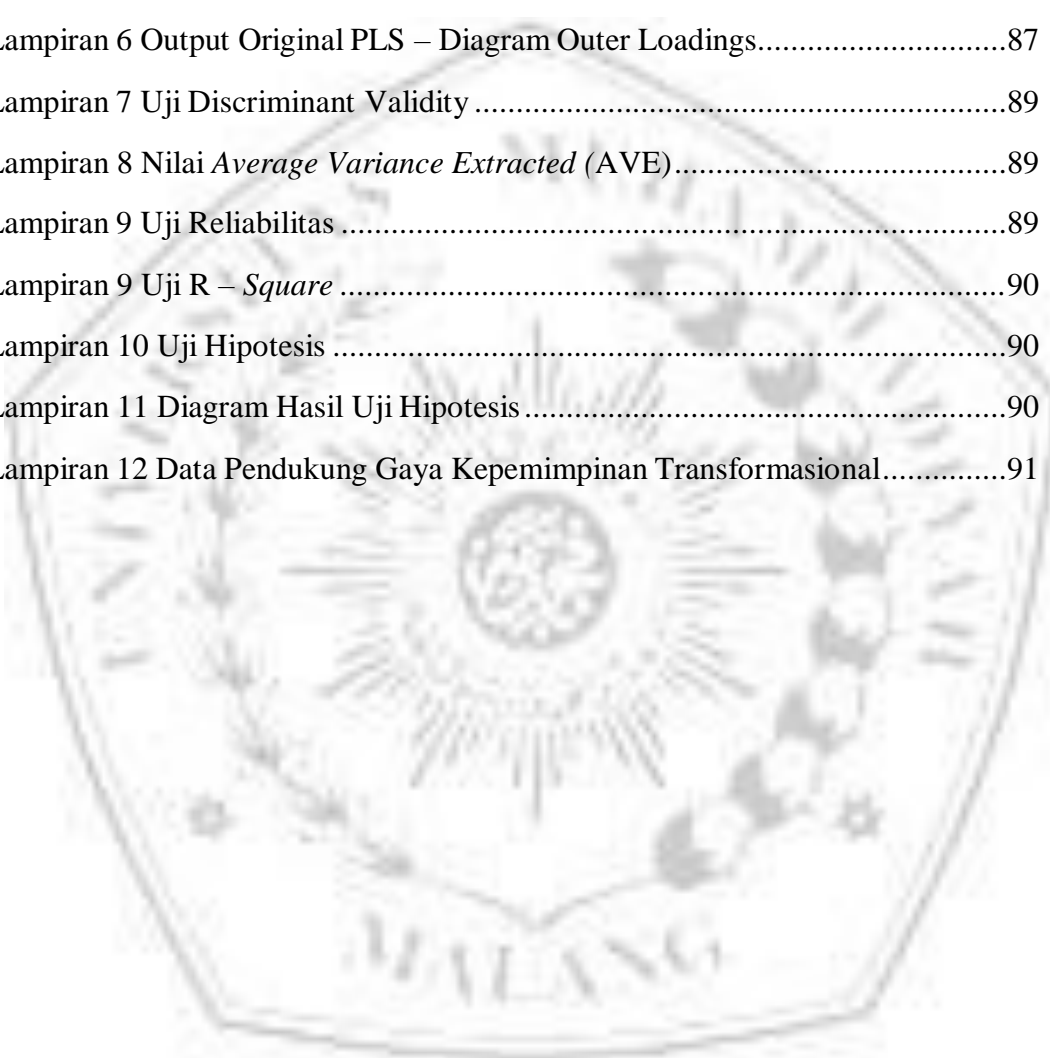 Lampiran 6 Output Original PLS – Diagram Outer Loadings..............................87
Lampiran 7 Uji Discriminant Validity....................................................................89
Lampiran 8 Nilai Average Variance Extracted (AVE)........................................89
Lampiran 9 Uji Reliabilitas....................................................................................89
Lampiran 9 Uji R – Square....................................................................................90
Lampiran 10 Uji Hipotesis.....................................................................................90
Lampiran 11 Diagram Hasil Uji Hipotesis.............................................................90
Lampiran 12 Data Pendukung Gaya Kepemimpinan Transformasional...............91
UNIVERSITAS MUHAMMADIYAH
MALANG